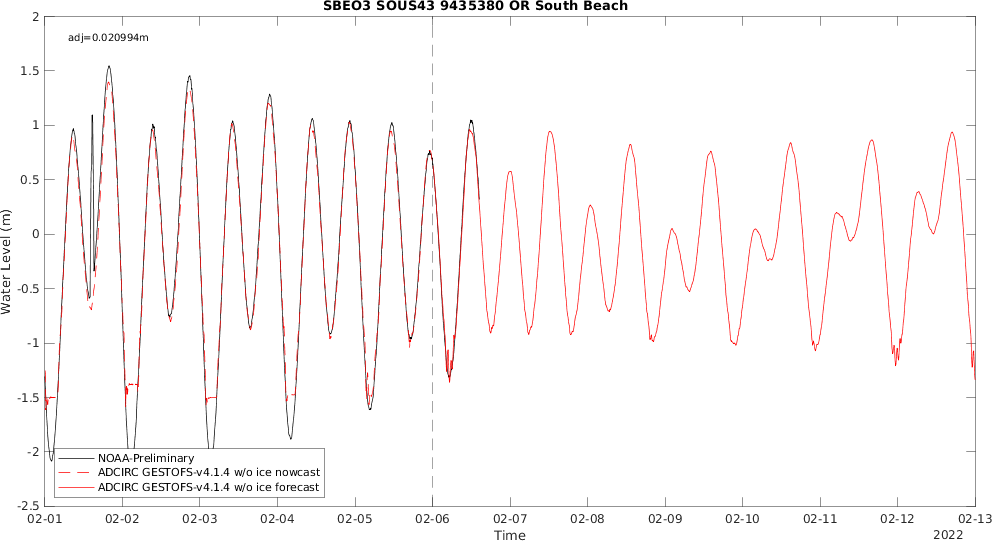 SBEO3 SOUS43 9435380 OR South Beach
adj=0.020994m
2
1.5
1
0.5
0
-0.5
-1
-1.5
-2
-2.5
Water Level (m)
NOAA-Preliminary
ADCIRC GESTOFS-v4.1.4 w/o ice nowcast
ADCIRC GESTOFS-v4.1.4 w/o ice forecast
02-01 02-02 02-03 02-04 02-05 02-06 02-07 02-08 02-09 02-10 02-11 02-12 02-13
Time
2022